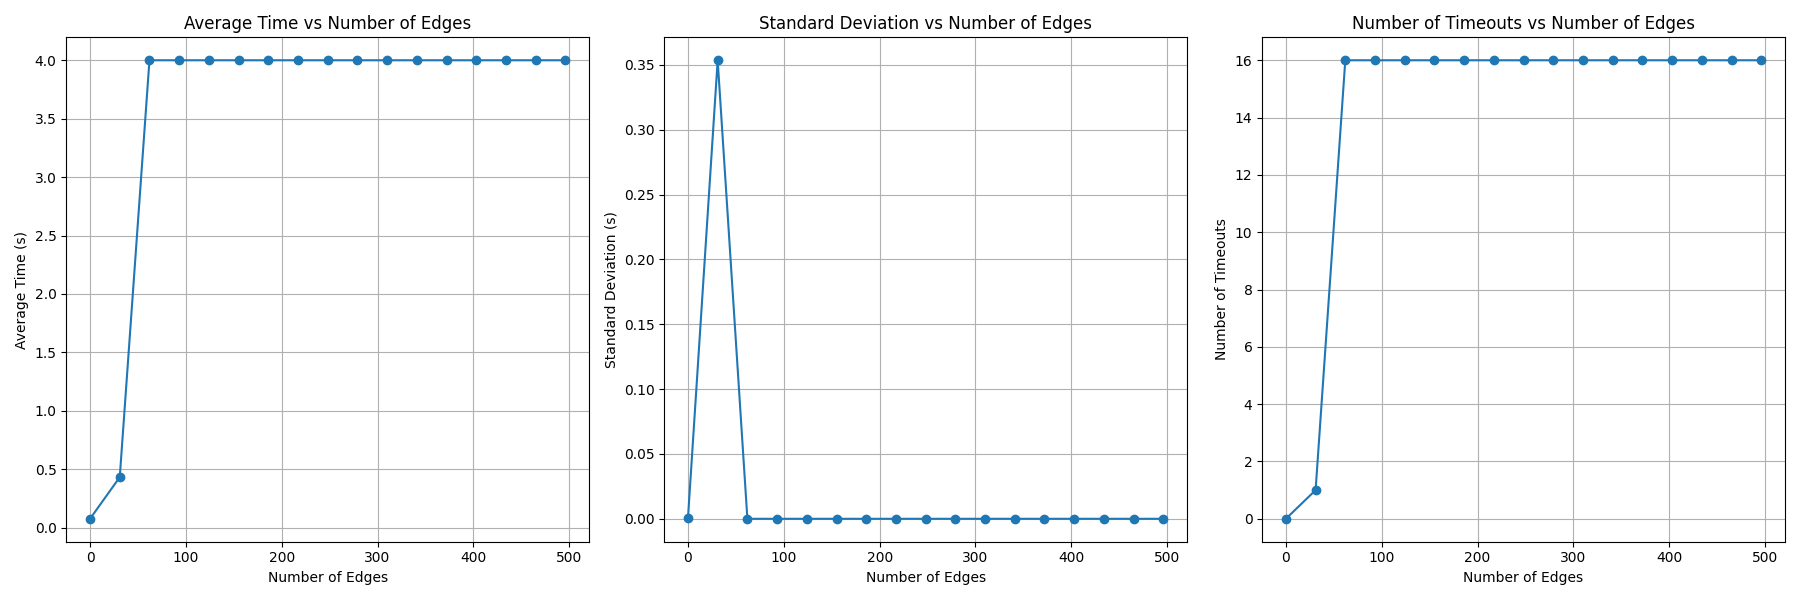 Average Time vs Number of Edges
Average Time (s)
4.0
3.5
3.0
2.5
2.0
1.5
1.0
0.5
0.0
0 100 200 300 400 500
Number of Edges
Standard Deviation vs Number of Edges
Standard Deviation (s)
0.35
0.30
0.25
0.20
0.15
0.10
0.05
0.00
0 100 200 300 400 500
Number of Edges
Number of Timeouts vs Number of Edges
Number of Timeouts
16
14
12
10
8
6
4
2
0
0 100 200 300 400 500
Number of Edges